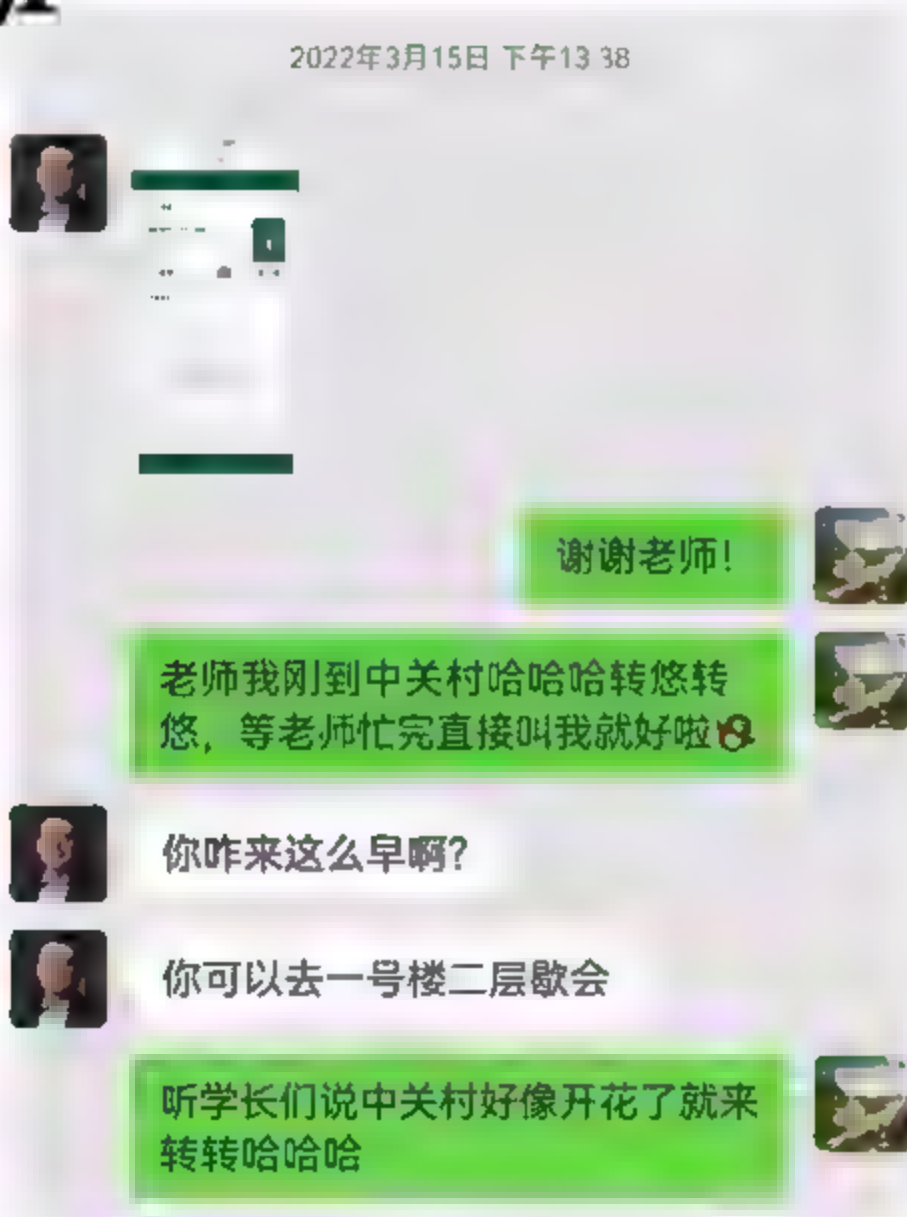 2022年3月15日 下午13 38
谢谢老师!
老师我刚到中关村哈哈哈转悠转
悠，等老师忙完直接叫我就好啦
你咋来这么早啊?
你可以去一号楼二层歇会
听学长们说中关村好像开花了就来
转转哈哈哈